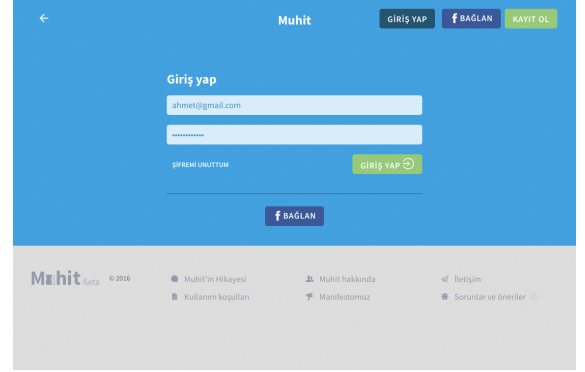 Muhit GİRİŞ YAP f BAĞLAN KAYIT OL
Giriş yap
ahmet@gmail.com
••••••••••••
ŞİFREMİ UNUTTUM GİRİŞ YAP
f BAĞLAN
Muhit Beta © 2016
Muhit'in Hikayesi Muhit hakkında İletişim
Kullanım koşulları Manifestomuz Sorunlar ve öneriler